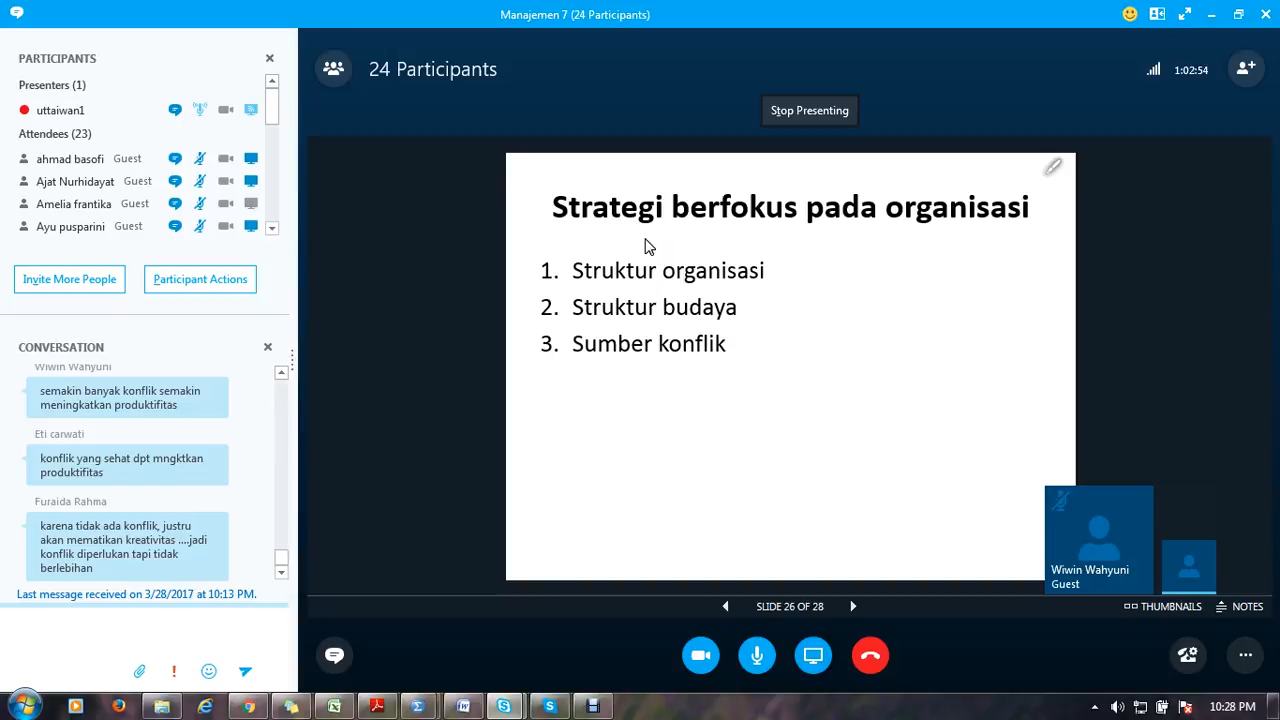 Manajemen 7 (24 Participants)
PARTICIPANTS
Presenters (1)
uttaiwan1
Attendees (23)
ahmad basofi Guest
Ajat Nurhidayat Guest
Amelia frantika Guest
Ayu pusparini Guest
Invite More People
Participant Actions
CONVERSATION
Wiwin Wahyuni
semakin banyak konflik semakin
meningkatkan produktifitas
Eti carwati
konflik yang sehat dpt mngktkan
produktifitas
Furaida Rahma
karena tidak ada konflik, justru
akan mematikan kreativitas ....jadi
konflik diperlukan tapi tidak
berlebihan
Last message received on 3/28/2017 at 10:13 PM.
24 Participants
1:02:54
Stop Presenting
Strategi berfokus pada organisasi
1. Struktur organisasi
2. Struktur budaya
3. Sumber konflik
Wiwin Wahyuni
Guest
SLIDE 26 OF 28
THUMBNAILS
NOTES
10:28 PM